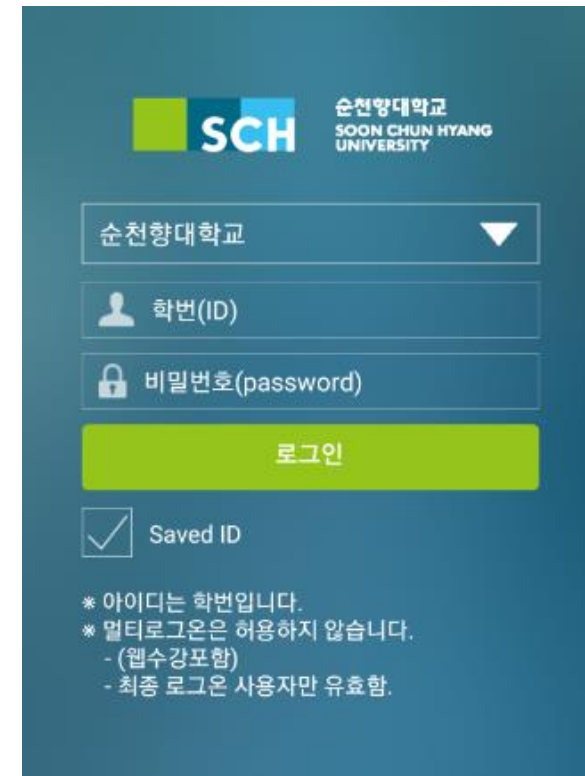 SCH
순천향대학교
SOON CHUN HYANG
UNIVERSITY
순천향대학교
학번(ID)
비밀번호(password)
로그인
Saved ID
※ 아이디는 학번입니다.
※ 멀티로그온은 허용하지 않습니다.
- (웹수강포함)
- 최종 로그온 사용자만 유효함.